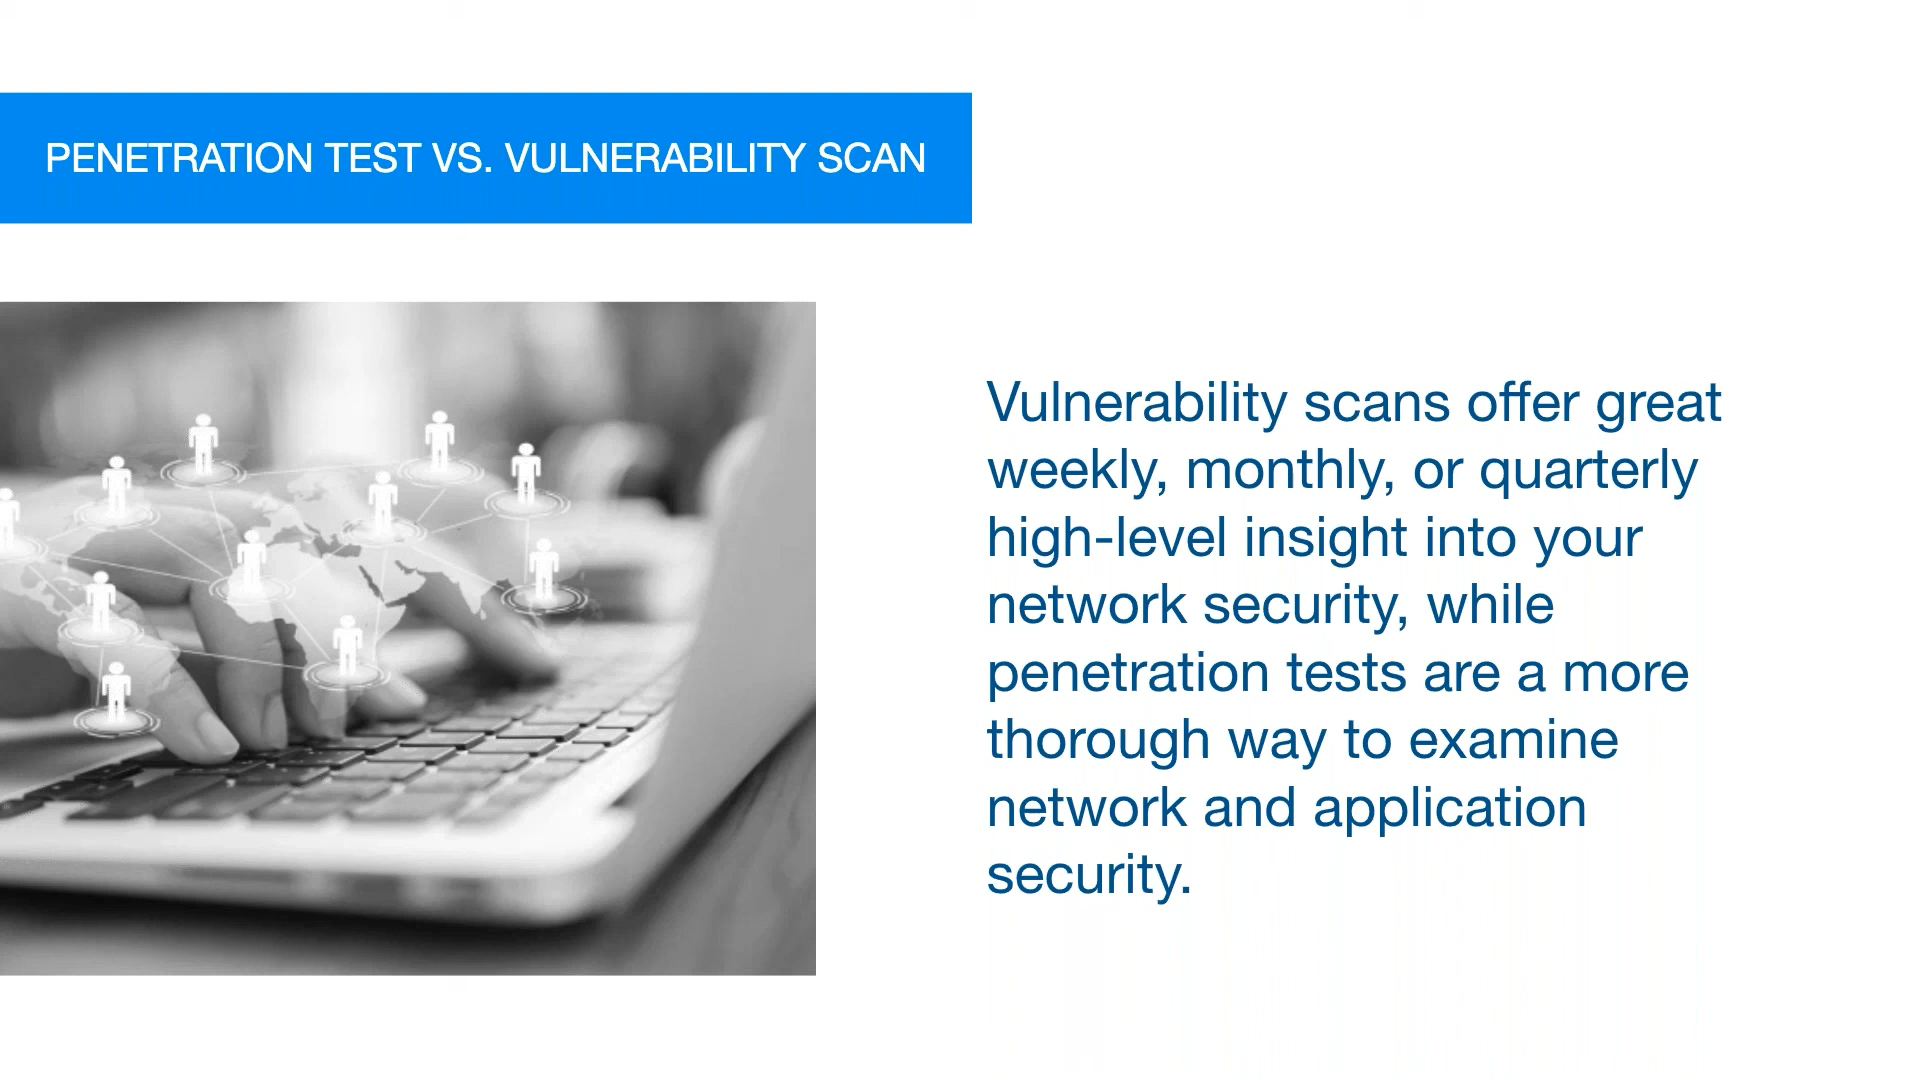 PENETRATION TEST VS. VULNERABILITY SCAN
Vulnerability scans offer great
weekly, monthly, or quarterly
high-level insight into your
network security, while
penetration tests are a more
thorough way to examine
network and application
security.